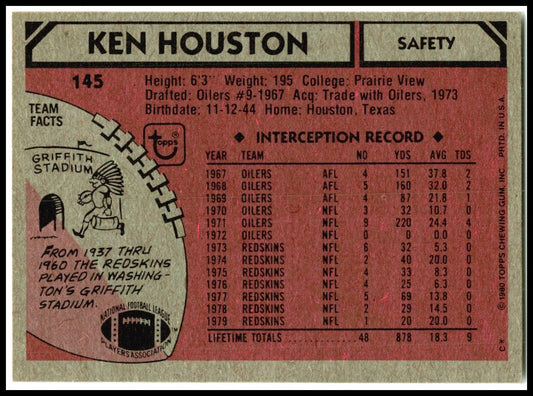 KEN HOUSTON
SAFETY
145
Height: 6'3" Weight: 195 College: Prairie View
Drafted: Oilers #9-1967 Acq: Trade with Oilers, 1973
Birthdate: 11-12-44 Home: Houston, Texas
TEAM
FACTS
GRIFFITH
STADIUM
FROM 1937 THRU
1960 THE REDSKINS
PLAYED IN WASHING-
TON'S GRIFFITH
STADIUM.
NATIONAL FOOTBALL LEAGUE
PLAYERS ASSOCIATION
topps
◆ INTERCEPTION RECORD ◆
YEAR TEAM NO YDS AVG TDS
1967 OILERS AFL 4 151 37.8 2
1968 OILERS AFL 5 160 32.0 2
1969 OILERS AFL 4 87 21.8 1
1970 OILERS NFL 3 32 10.7 0
1971 OILERS NFL 9 220 24.4 4
1972 OILERS NFL 0 0 0.0 0
1973 REDSKINS NFL 6 32 5.3 0
1974 REDSKINS NFL 2 40 20.0 0
1975 REDSKINS NFL 4 33 8.3 0
1976 REDSKINS NFL 4 25 6.3 0
1977 REDSKINS NFL 5 69 13.8 0
1978 REDSKINS NFL 2 29 14.5 0
1979 REDSKINS NFL 1 20 20.0 0
LIFETIME TOTALS 48 878 18.3 9
© 1980 TOPPS CHEWING GUM, INC. PRTD. IN U.S.A.